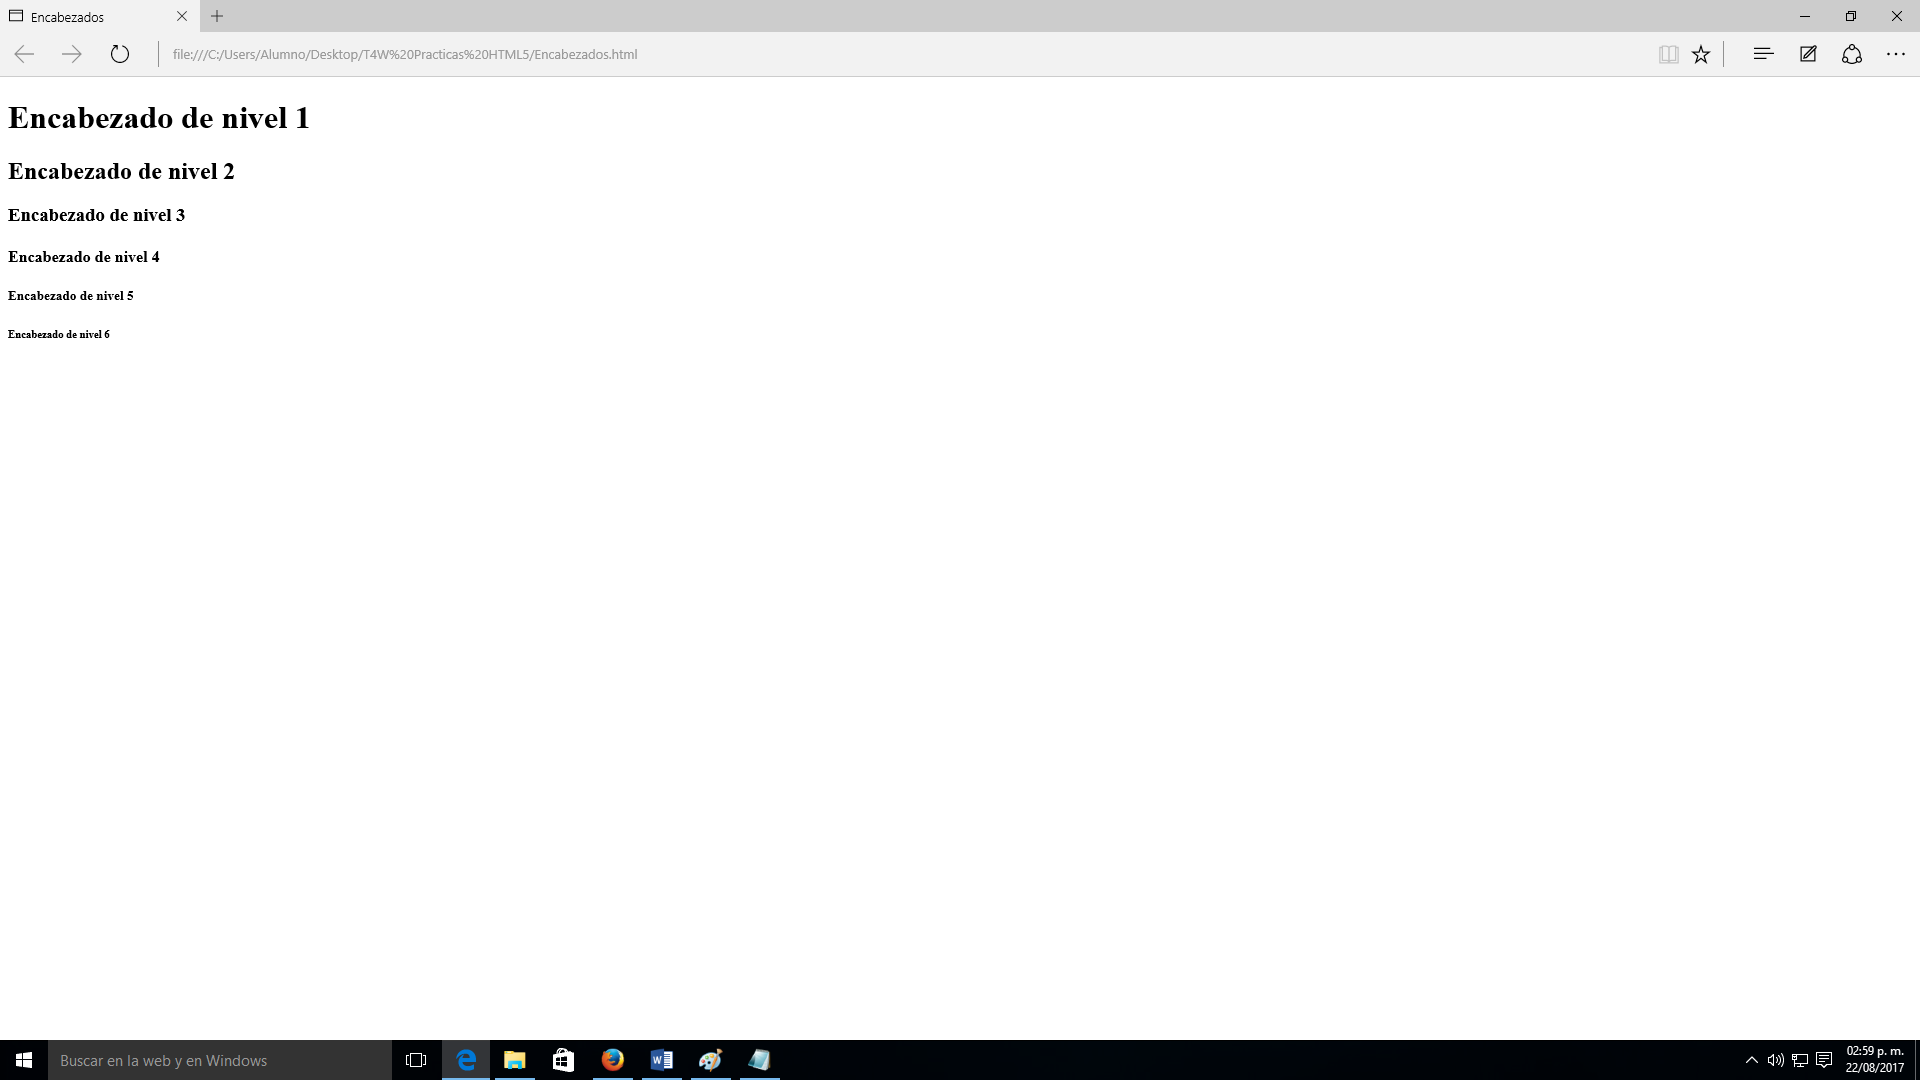 Encabezados
file:///C:/Users/Alumno/Desktop/T4W%20Practicas%20HTML5/Encabezados.html
Encabezado de nivel 1
Encabezado de nivel 2
Encabezado de nivel 3
Encabezado de nivel 4
Encabezado de nivel 5
Encabezado de nivel 6
Buscar en la web y en Windows
02:59 p. m.
22/08/2017